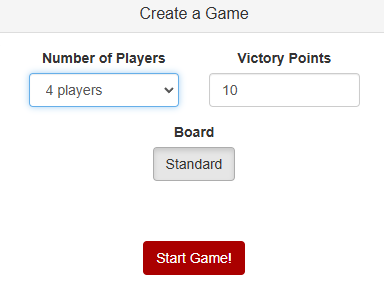 Create a Game
Number of Players
Victory Points
4 players
10
Board
Standard
Start Game!